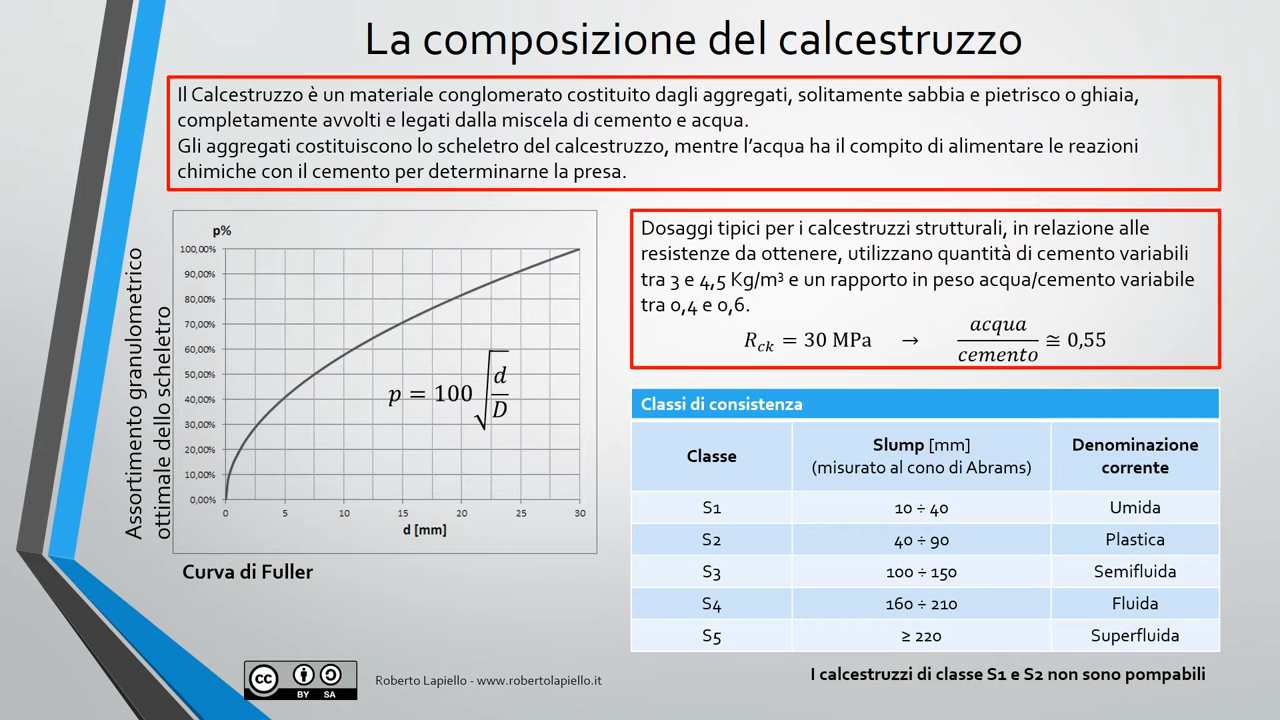 La composizione del calcestruzzo
Il Calcestruzzo è un materiale conglomerato costituito dagli aggregati, solitamente sabbia e pietrisco o ghiaia,
completamente avvolti e legati dalla miscela di cemento e acqua.
Gli aggregati costituiscono lo scheletro del calcestruzzo, mentre l'acqua ha il compito di alimentare le reazioni
chimiche con il cemento per determinarne la presa.
Assortimento granulometrico
ottimale dello scheletro
p%
100,00%
90,00%
80,00%
70,00%
60,00%
50,00%
40,00%
30,00%
20,00%
10,00%
0,00%
0 5 10 15 20 25 30
d [mm]
p = 100 √(d/D)
Curva di Fuller
Dosaggi tipici per i calcestruzzi strutturali, in relazione alle
resistenze da ottenere, utilizzano quantità di cemento variabili
tra 3 e 4,5 Kg/m³ e un rapporto in peso acqua/cemento variabile
tra 0,4 e 0,6.
Rck = 30 MPa → acqua/cemento ≅ 0,55
Classi di consistenza
Classe Slump [mm] (misurato al cono di Abrams) Denominazione corrente
S1 10 ÷ 40 Umida
S2 40 ÷ 90 Plastica
S3 100 ÷ 150 Semifluida
S4 160 ÷ 210 Fluida
S5 ≥ 220 Superfluida
I calcestruzzi di classe S1 e S2 non sono pompabili
cc BY SA
Roberto Lapiello - www.robertolapiello.it